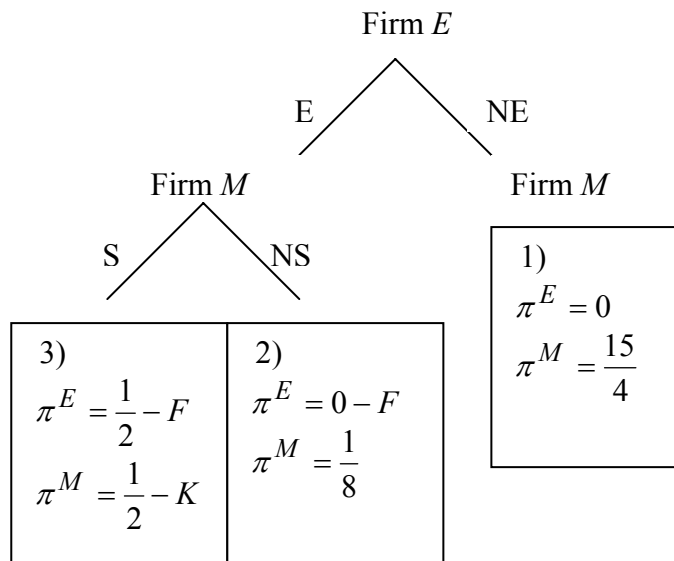 Firm E
E NE
Firm M Firm M
S NS
1)
π^E = 0
π^M = 15/4
3)
π^E = 1/2 − F
π^M = 1/2 − K
2)
π^E = 0 − F
π^M = 1/8